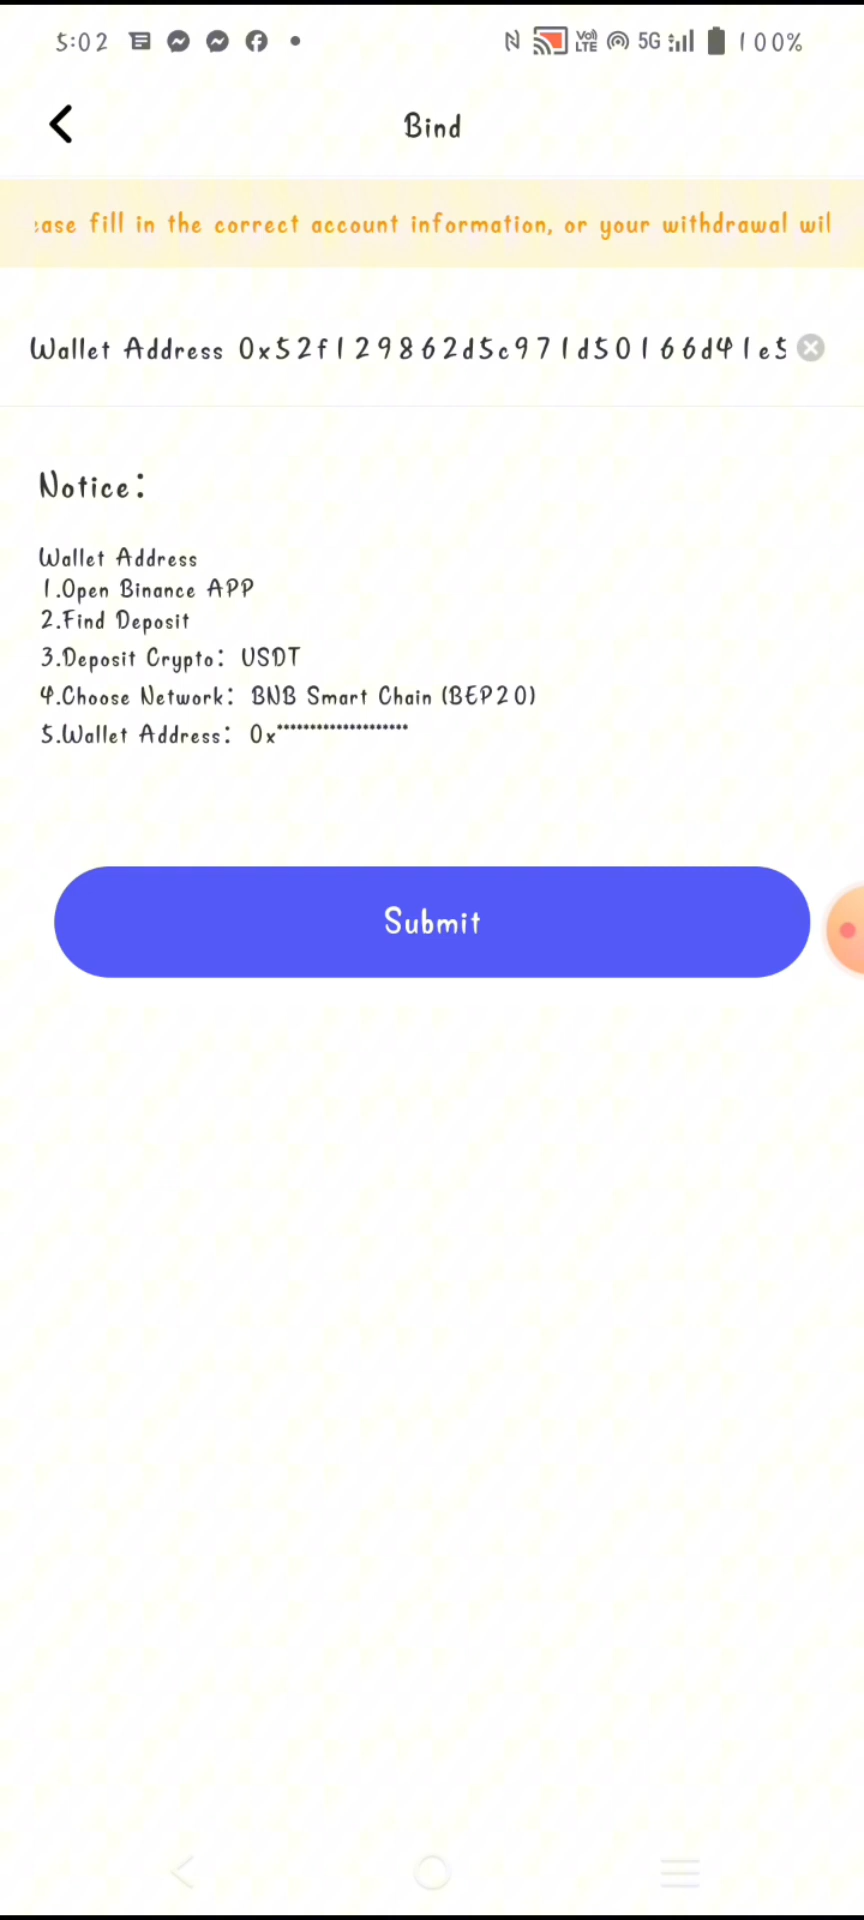 5:02 5G 100%
Bind
ease fill in the correct account information, or your withdrawal wil
Wallet Address 0x52f129862d5c971d50166d41e5
Notice:
Wallet Address
1.Open Binance APP
2.Find Deposit
3.Deposit Crypto: USDT
4.Choose Network: BNB Smart Chain (BEP20)
5.Wallet Address: 0x********************
Submit